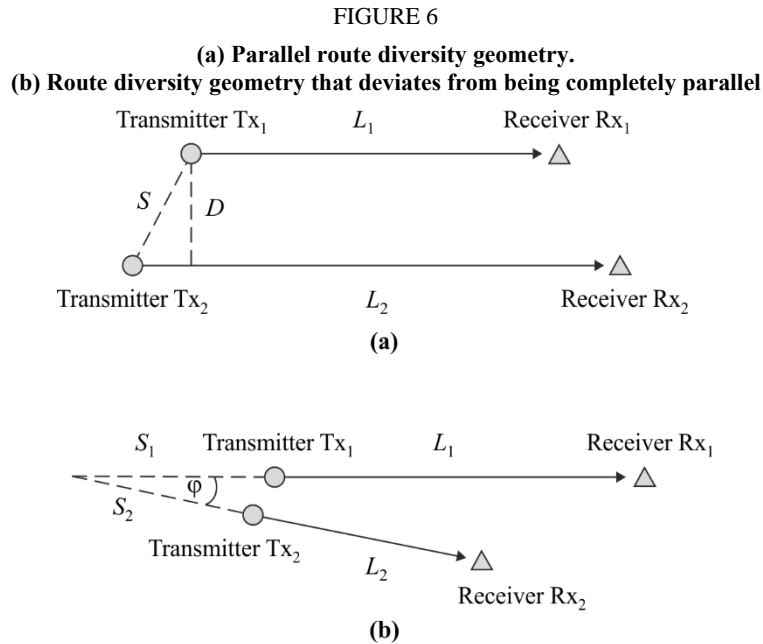 FIGURE 6
(a) Parallel route diversity geometry.
(b) Route diversity geometry that deviates from being completely parallel
Transmitter Tx₁ L₁ Receiver Rx₁
S D
Transmitter Tx₂ L₂ Receiver Rx₂
(a)
S₁ Transmitter Tx₁ L₁ Receiver Rx₁
φ
S₂
Transmitter Tx₂ L₂
Receiver Rx₂
(b)